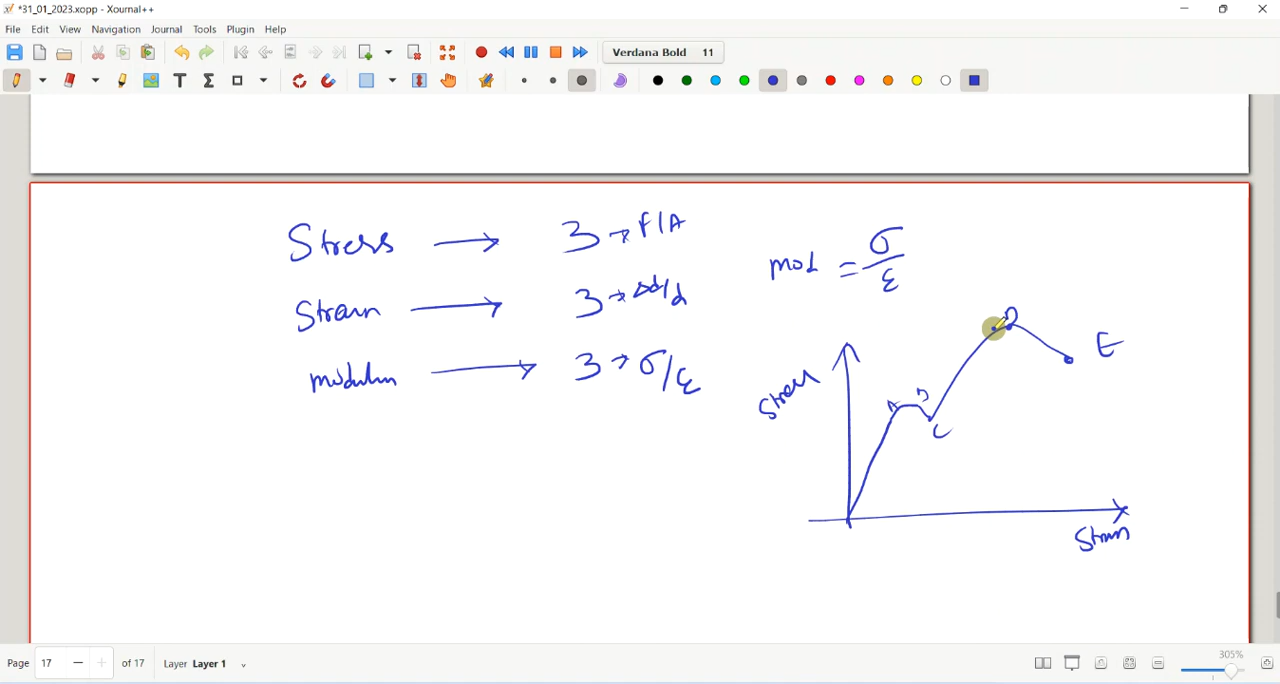 *31_01_2023.xopp - Xournal++
File Edit View Navigation Journal Tools Plugin Help
Verdana Bold 11
Stress → 3 → F/A
Strain → 3 → Δd/d
modulus → 3 → σ/ε
mod = σ/ε
Stress
A
B
C
D
E
Strain
Page 17 of 17 Layer Layer 1 305%